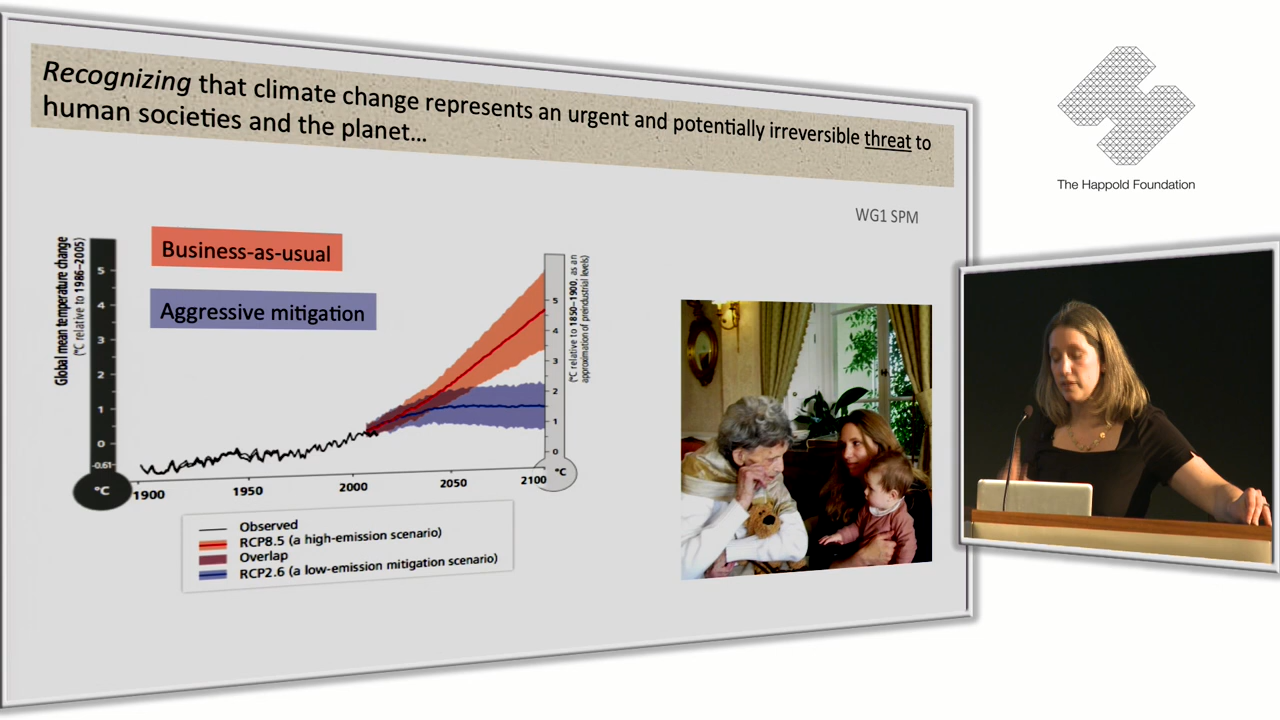 Recognizing that climate change represents an urgent and potentially irreversible threat to
human societies and the planet...
The Happold Foundation
WG1 SPM
Business-as-usual
Aggressive mitigation
Global mean temperature change
(°C relative to 1986–2005)
5
4
3
2
1
0
-0.61
°C
(°C relative to 1850–1900, as an
approximation of preindustrial levels)
5
4
3
2
1
0
°C
1900
1950
2000
2050
2100
Observed
RCP8.5 (a high-emission scenario)
Overlap
RCP2.6 (a low-emission mitigation scenario)